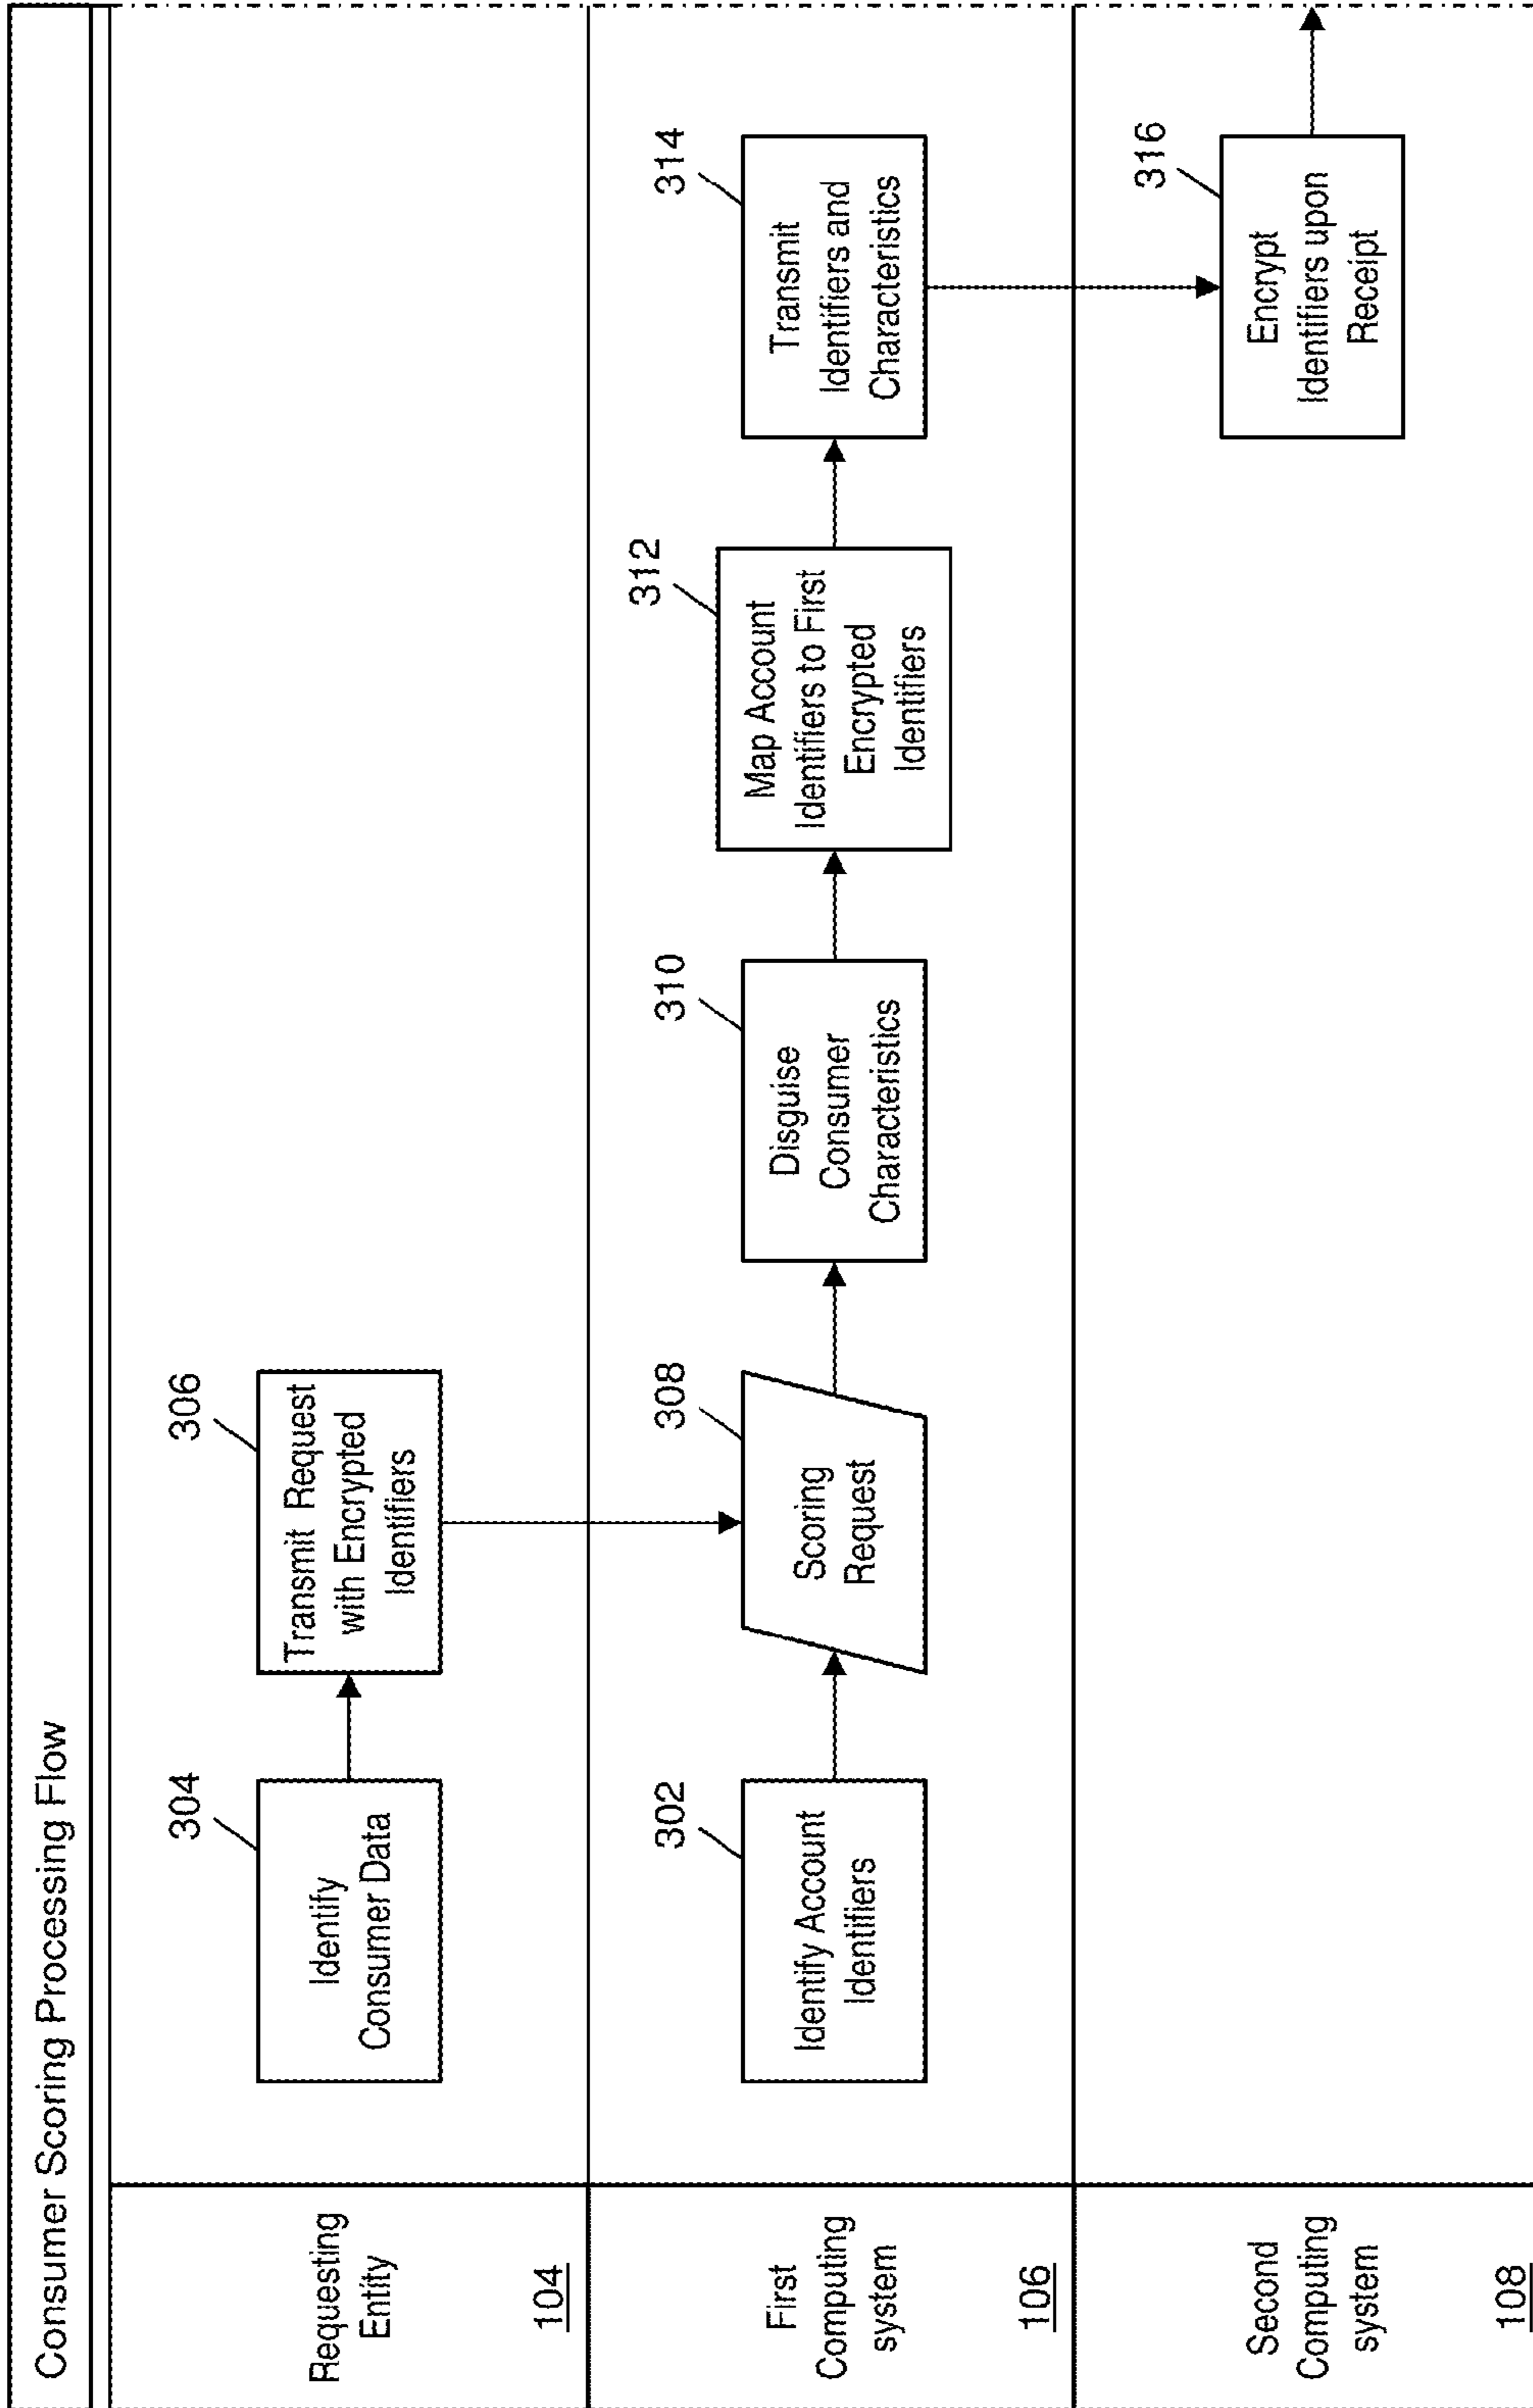 Consumer Scoring Processing Flow
Requesting
Entity
104
304
Identify
Consumer Data
306
Transmit Request
with Encrypted
Identifiers
First
Computing
system
106
302
Identify Account
Identifiers
308
Scoring
Request
310
Disguise
Consumer
Characteristics
312
Map Account
Identifiers to First
Encrypted
Identifiers
314
Transmit
Identifiers and
Characteristics
Second
Computing
system
108
316
Encrypt
Identifiers upon
Receipt